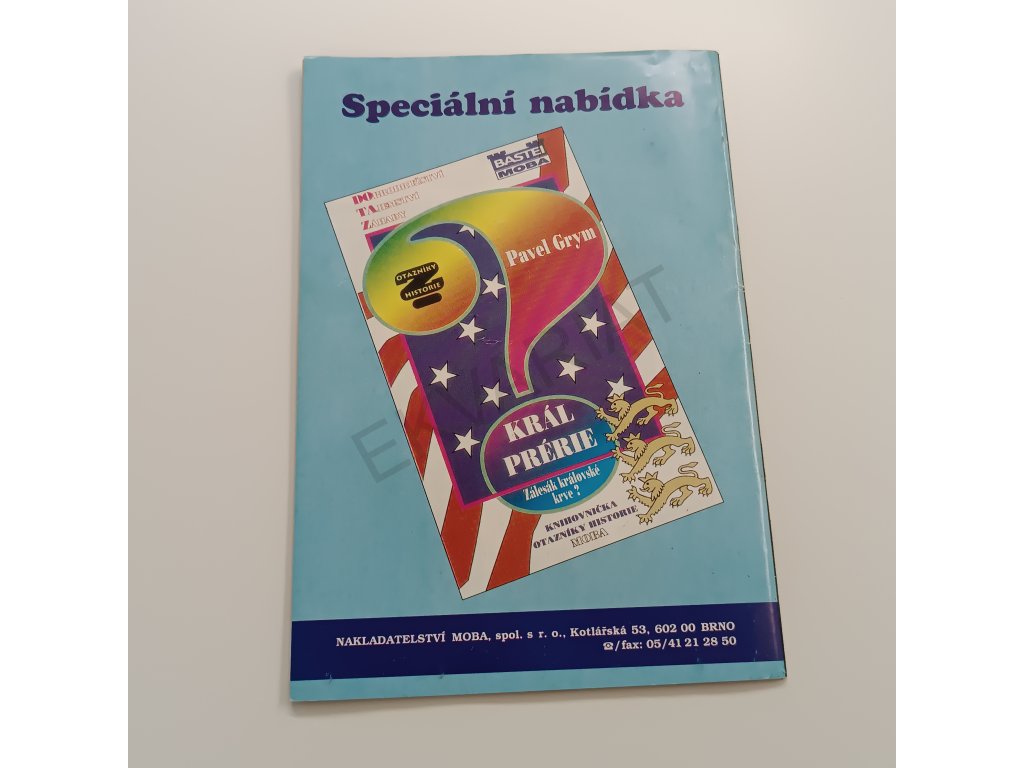 Speciální nabídka
BASTEI
MOBA
DOBRODRUŽSTVÍ
TAJEMSTVÍ
ZÁHADY
Pavel Grym
OTAZNÍKY
HISTORIE
KRÁL
PRÉRIE
Zálesák královské
krve ?
KNIHOVNIČKA
OTAZNÍKY HISTORIE
MOBA
NAKLADATELSTVÍ MOBA, spol. s r. o., Kotlářská 53, 602 00 BRNO
☎/fax: 05/41 21 28 50